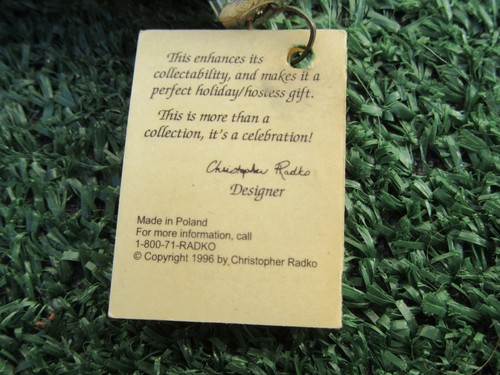 This enhances its
collectability, and makes it a
perfect holiday/hostess gift.
This is more than a
collection, it's a celebration!
Christopher Radko
Designer
Made in Poland
For more information, call
1-800-71-RADKO
© Copyright 1996 by Christopher Radko